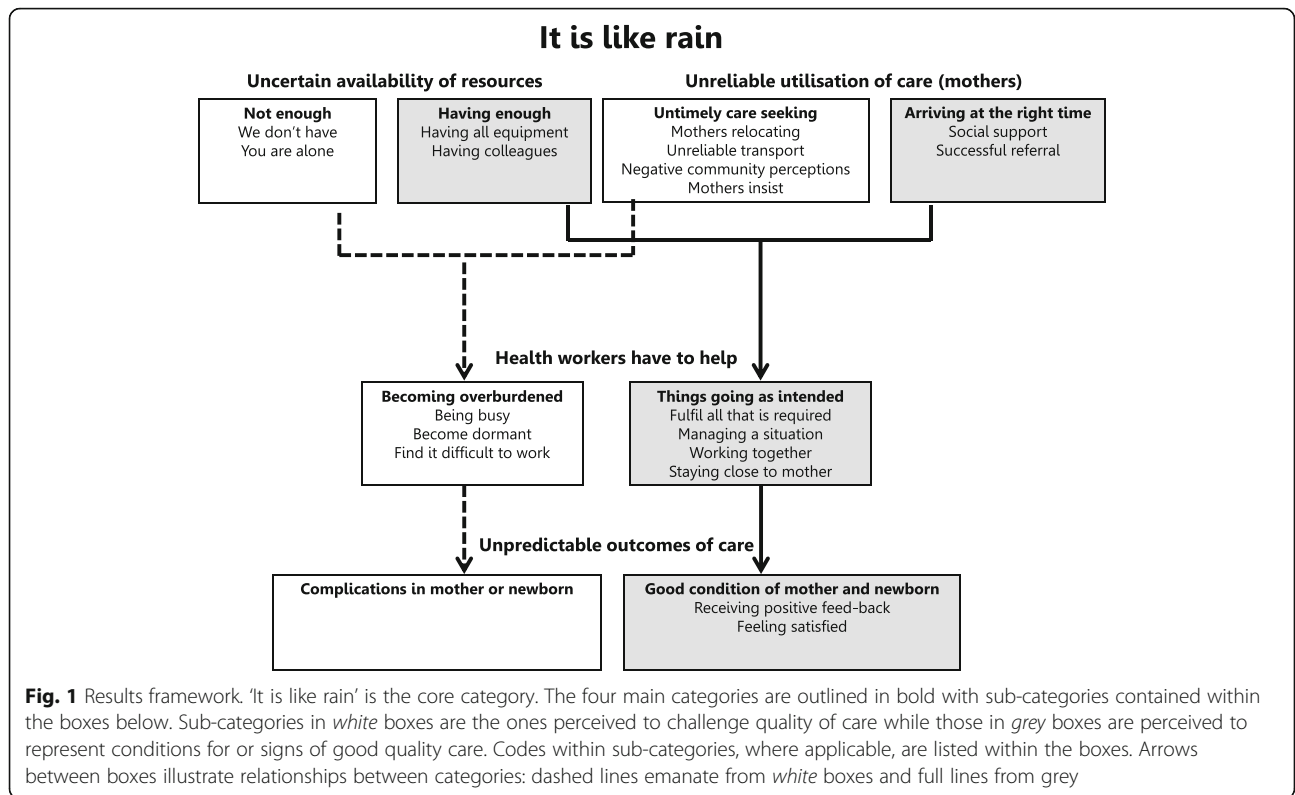 It is like rain
Uncertain availability of resources
Unreliable utilisation of care (mothers)
Not enough
We don't have
You are alone
Having enough
Having all equipment
Having colleagues
Untimely care seeking
Mothers relocating
Unreliable transport
Negative community perceptions
Mothers insist
Arriving at the right time
Social support
Successful referral
Health workers have to help
Becoming overburdened
Being busy
Become dormant
Find it difficult to work
Things going as intended
Fulfil all that is required
Managing a situation
Working together
Staying close to mother
Unpredictable outcomes of care
Complications in mother or newborn
Good condition of mother and newborn
Receiving positive feed-back
Feeling satisfied
Fig. 1 Results framework. ‘It is like rain’ is the core category. The four main categories are outlined in bold with sub-categories contained within
the boxes below. Sub-categories in white boxes are the ones perceived to challenge quality of care while those in grey boxes are perceived to
represent conditions for or signs of good quality care. Codes within sub-categories, where applicable, are listed within the boxes. Arrows
between boxes illustrate relationships between categories: dashed lines emanate from white boxes and full lines from grey